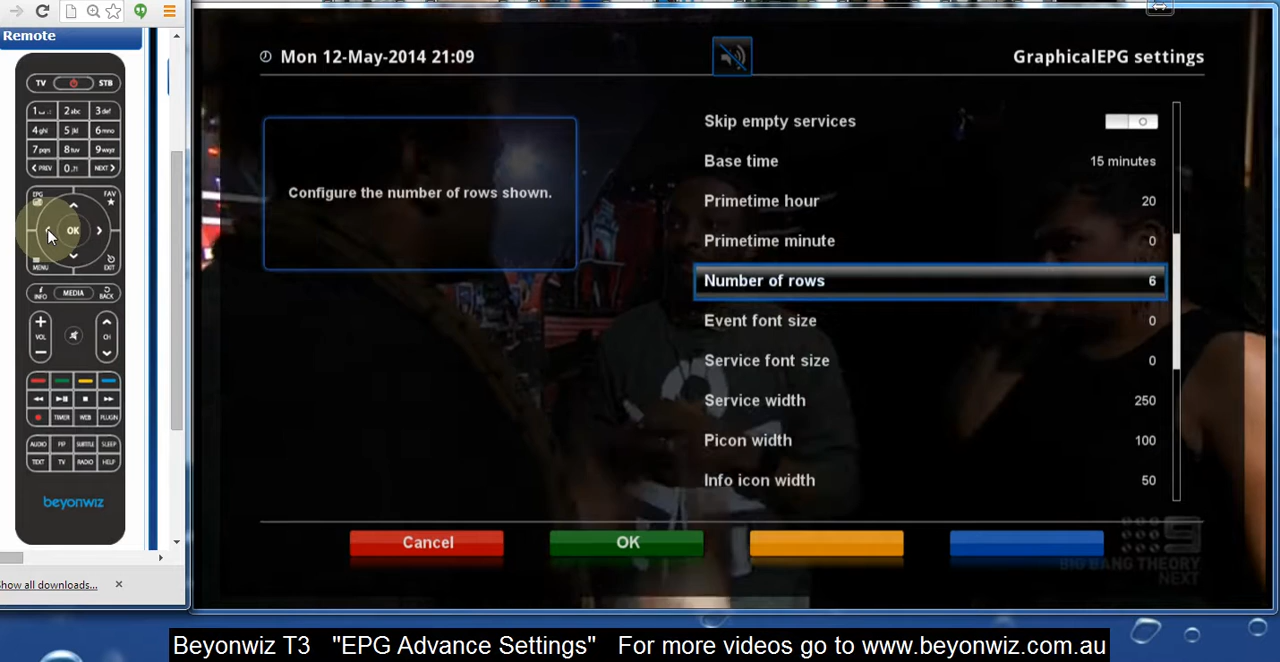 Remote
TV STB
1 2 abc 3 def
4 ghi 5 jkl 6 mno
7 pqrs 8 tuv 9 wxyz
PREV 0 NEXT
EPG FAV
OK
MENU EXIT
INFO MEDIA BACK
+ VOL − CH
TIMER WEB PLUGIN
AUDIO PIP SUBTITLE SLEEP
TEXT TV RADIO HELP
beyonwiz
Show all downloads...
Mon 12-May-2014 21:09
GraphicalEPG settings
Configure the number of rows shown.
Skip empty services
Base time 15 minutes
Primetime hour 20
Primetime minute 0
Number of rows 6
Event font size 0
Service font size 0
Service width 250
Picon width 100
Info icon width 50
Cancel OK
BIG BANG THEORY
NEXT
Beyonwiz T3 "EPG Advance Settings" For more videos go to www.beyonwiz.com.au